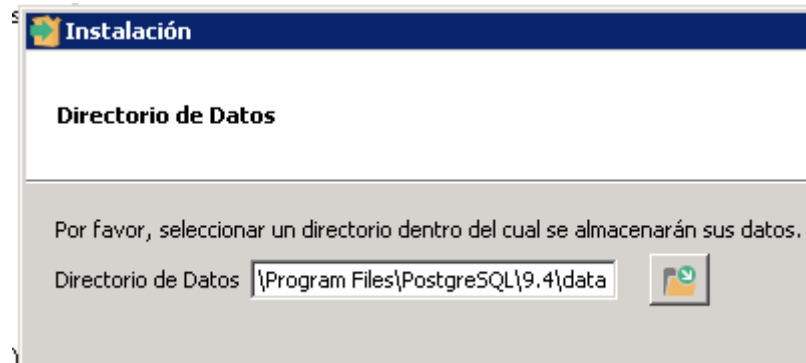 Instalación
Directorio de Datos
Por favor, seleccionar un directorio dentro del cual se almacenarán sus datos.
Directorio de Datos \Program Files\PostgreSQL\9.4\data